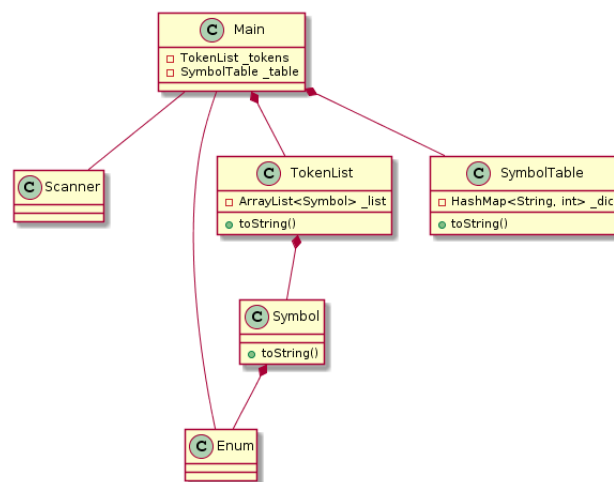 C Main
TokenList _tokens
SymbolTable _table
C Scanner
C TokenList
ArrayList<Symbol> _list
toString()
C SymbolTable
HashMap<String, int> _dic
toString()
C Symbol
toString()
C Enum